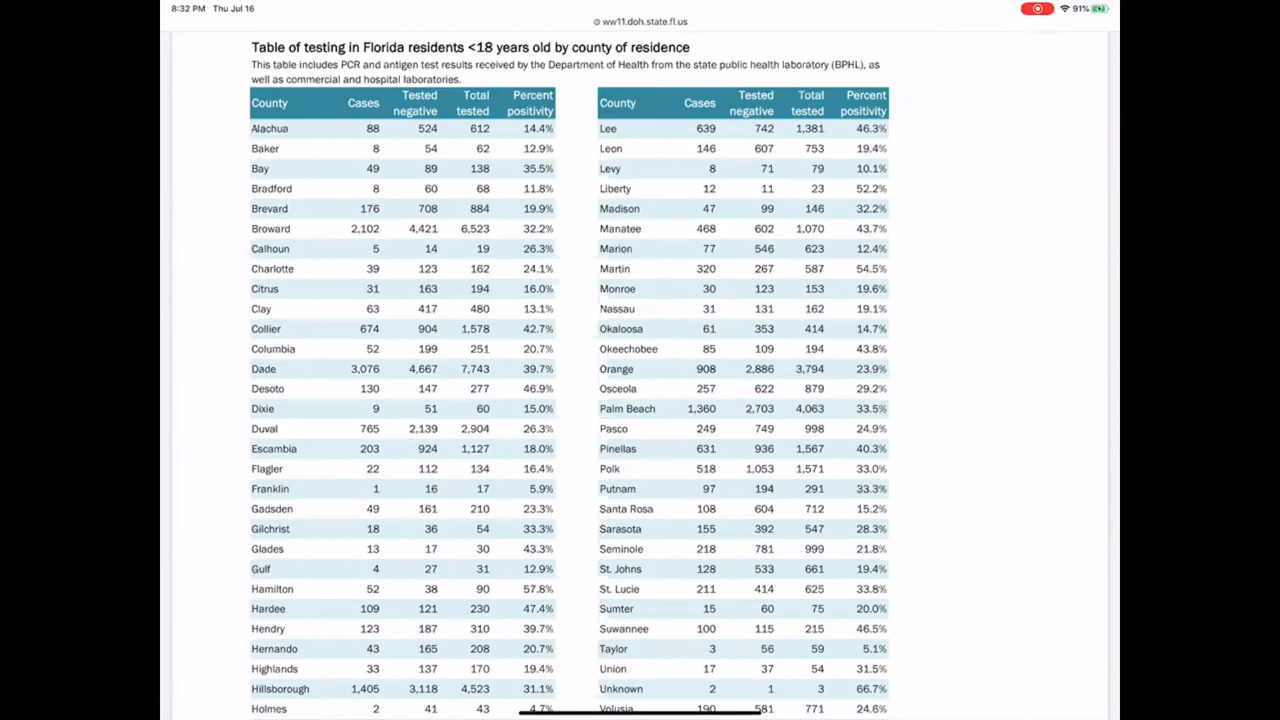 8:32 PM Thu Jul 16
91%
ww11.doh.state.fl.us
Table of testing in Florida residents <18 years old by county of residence
This table includes PCR and antigen test results received by the Department of Health from the state public health laboratory (BPHL), as
well as commercial and hospital laboratories.
County Cases Tested negative Total tested Percent positivity
Alachua 88 524 612 14.4%
Baker 8 54 62 12.9%
Bay 49 89 138 35.5%
Bradford 8 60 68 11.8%
Brevard 176 708 884 19.9%
Broward 2,102 4,421 6,523 32.2%
Calhoun 5 14 19 26.3%
Charlotte 39 123 162 24.1%
Citrus 31 163 194 16.0%
Clay 63 417 480 13.1%
Collier 674 904 1,578 42.7%
Columbia 52 199 251 20.7%
Dade 3,076 4,667 7,743 39.7%
Desoto 130 147 277 46.9%
Dixie 9 51 60 15.0%
Duval 765 2,139 2,904 26.3%
Escambia 203 924 1,127 18.0%
Flagler 22 112 134 16.4%
Franklin 1 16 17 5.9%
Gadsden 49 161 210 23.3%
Gilchrist 18 36 54 33.3%
Glades 13 17 30 43.3%
Gulf 4 27 31 12.9%
Hamilton 52 38 90 57.8%
Hardee 109 121 230 47.4%
Hendry 123 187 310 39.7%
Hernando 43 165 208 20.7%
Highlands 33 137 170 19.4%
Hillsborough 1,405 3,118 4,523 31.1%
Holmes 2 41 43 4.7%
County Cases Tested negative Total tested Percent positivity
Lee 639 742 1,381 46.3%
Leon 146 607 753 19.4%
Levy 8 71 79 10.1%
Liberty 12 11 23 52.2%
Madison 47 99 146 32.2%
Manatee 468 602 1,070 43.7%
Marion 77 546 623 12.4%
Martin 320 267 587 54.5%
Monroe 30 123 153 19.6%
Nassau 31 131 162 19.1%
Okaloosa 61 353 414 14.7%
Okeechobee 85 109 194 43.8%
Orange 908 2,886 3,794 23.9%
Osceola 257 622 879 29.2%
Palm Beach 1,360 2,703 4,063 33.5%
Pasco 249 749 998 24.9%
Pinellas 631 936 1,567 40.3%
Polk 518 1,053 1,571 33.0%
Putnam 97 194 291 33.3%
Santa Rosa 108 604 712 15.2%
Sarasota 155 392 547 28.3%
Seminole 218 781 999 21.8%
St. Johns 128 533 661 19.4%
St. Lucie 211 414 625 33.8%
Sumter 15 60 75 20.0%
Suwannee 100 115 215 46.5%
Taylor 3 56 59 5.1%
Union 17 37 54 31.5%
Unknown 2 1 3 66.7%
Volusia 190 581 771 24.6%